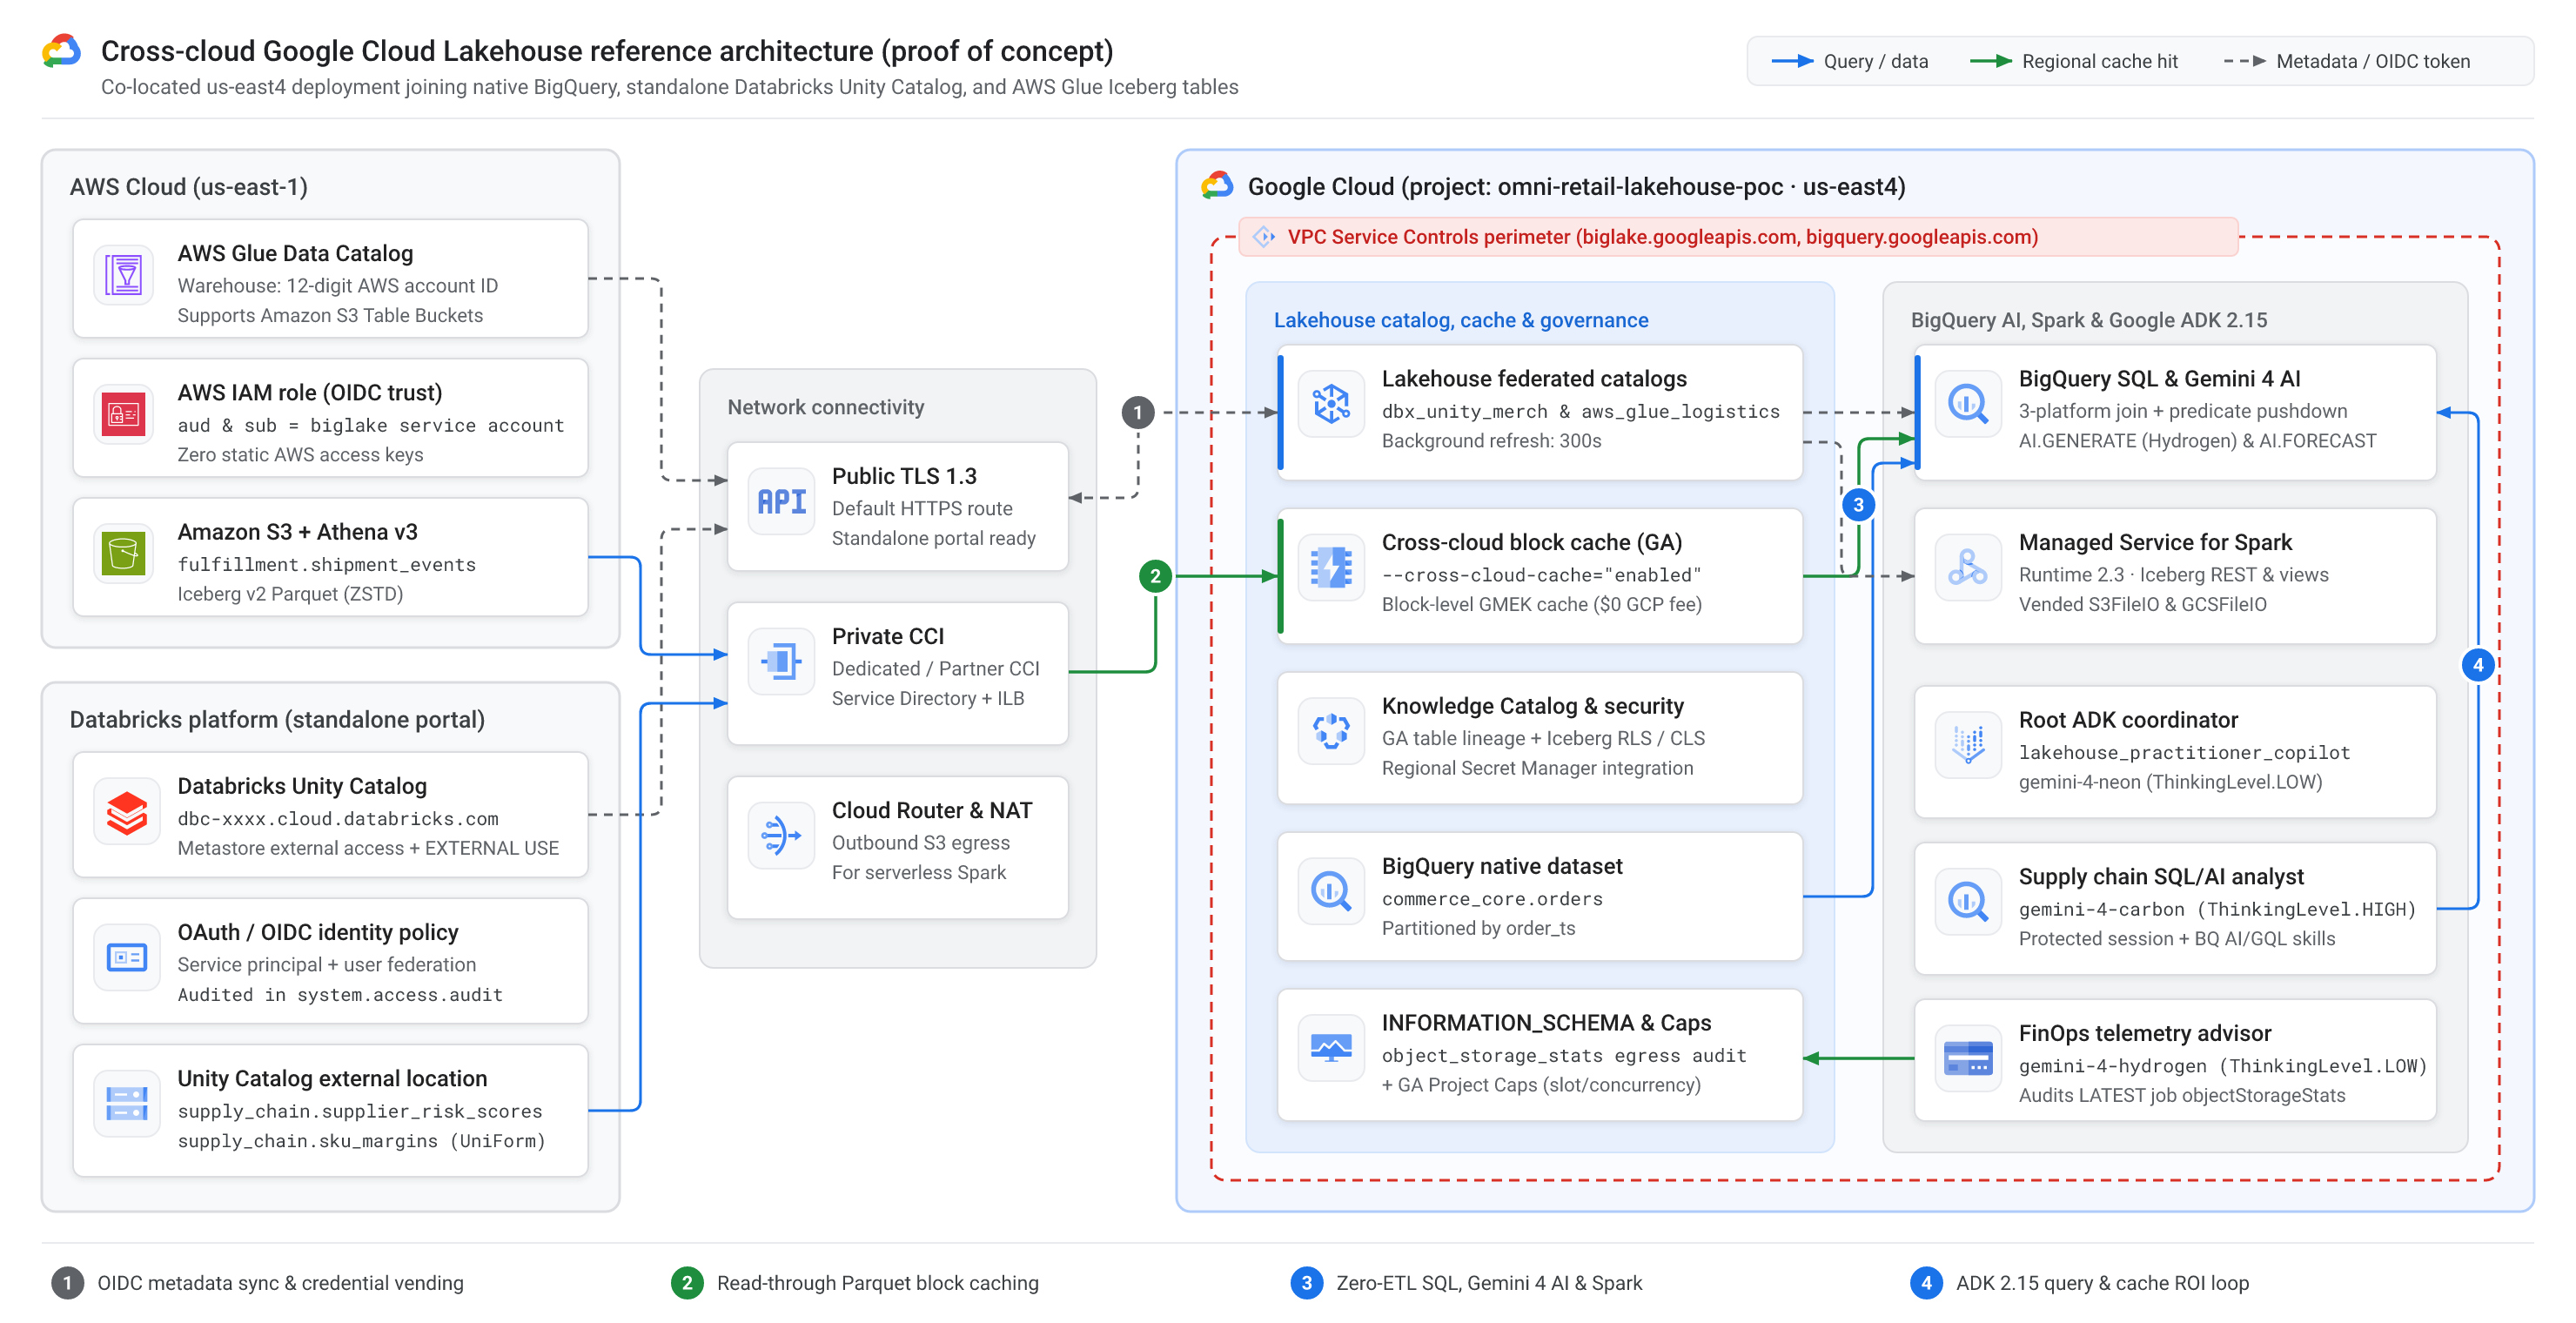 Cross-cloud Google Cloud Lakehouse reference architecture (proof of concept)
Co-located us-east4 deployment joining native BigQuery, standalone Databricks Unity Catalog, and AWS Glue Iceberg tables
Query / data
Regional cache hit
Metadata / OIDC token
AWS Cloud (us-east-1)
AWS Glue Data Catalog
Warehouse: 12-digit AWS account ID
Supports Amazon S3 Table Buckets
AWS IAM role (OIDC trust)
aud & sub = biglake service account
Zero static AWS access keys
Amazon S3 + Athena v3
fulfillment.shipment_events
Iceberg v2 Parquet (ZSTD)
Databricks platform (standalone portal)
Databricks Unity Catalog
dbc-xxxx.cloud.databricks.com
Metastore external access + EXTERNAL USE
OAuth / OIDC identity policy
Service principal + user federation
Audited in system.access.audit
Unity Catalog external location
supply_chain.supplier_risk_scores
supply_chain.sku_margins (UniForm)
Network connectivity
API
Public TLS 1.3
Default HTTPS route
Standalone portal ready
Private CCI
Dedicated / Partner CCI
Service Directory + ILB
Cloud Router & NAT
Outbound S3 egress
For serverless Spark
1
2
Google Cloud (project: omni-retail-lakehouse-poc · us-east4)
VPC Service Controls perimeter (biglake.googleapis.com, bigquery.googleapis.com)
Lakehouse catalog, cache & governance
Lakehouse federated catalogs
dbx_unity_merch & aws_glue_logistics
Background refresh: 300s
Cross-cloud block cache (GA)
--cross-cloud-cache="enabled"
Block-level GMEK cache ($0 GCP fee)
Knowledge Catalog & security
GA table lineage + Iceberg RLS / CLS
Regional Secret Manager integration
BigQuery native dataset
commerce_core.orders
Partitioned by order_ts
INFORMATION_SCHEMA & Caps
object_storage_stats egress audit
+ GA Project Caps (slot/concurrency)
3
BigQuery AI, Spark & Google ADK 2.15
BigQuery SQL & Gemini 4 AI
3-platform join + predicate pushdown
AI.GENERATE (Hydrogen) & AI.FORECAST
Managed Service for Spark
Runtime 2.3 · Iceberg REST & views
Vended S3FileIO & GCSFileIO
Root ADK coordinator
lakehouse_practitioner_copilot
gemini-4-neon (ThinkingLevel.LOW)
Supply chain SQL/AI analyst
gemini-4-carbon (ThinkingLevel.HIGH)
Protected session + BQ AI/GQL skills
FinOps telemetry advisor
gemini-4-hydrogen (ThinkingLevel.LOW)
Audits LATEST job objectStorageStats
4
1 OIDC metadata sync & credential vending
2 Read-through Parquet block caching
3 Zero-ETL SQL, Gemini 4 AI & Spark
4 ADK 2.15 query & cache ROI loop